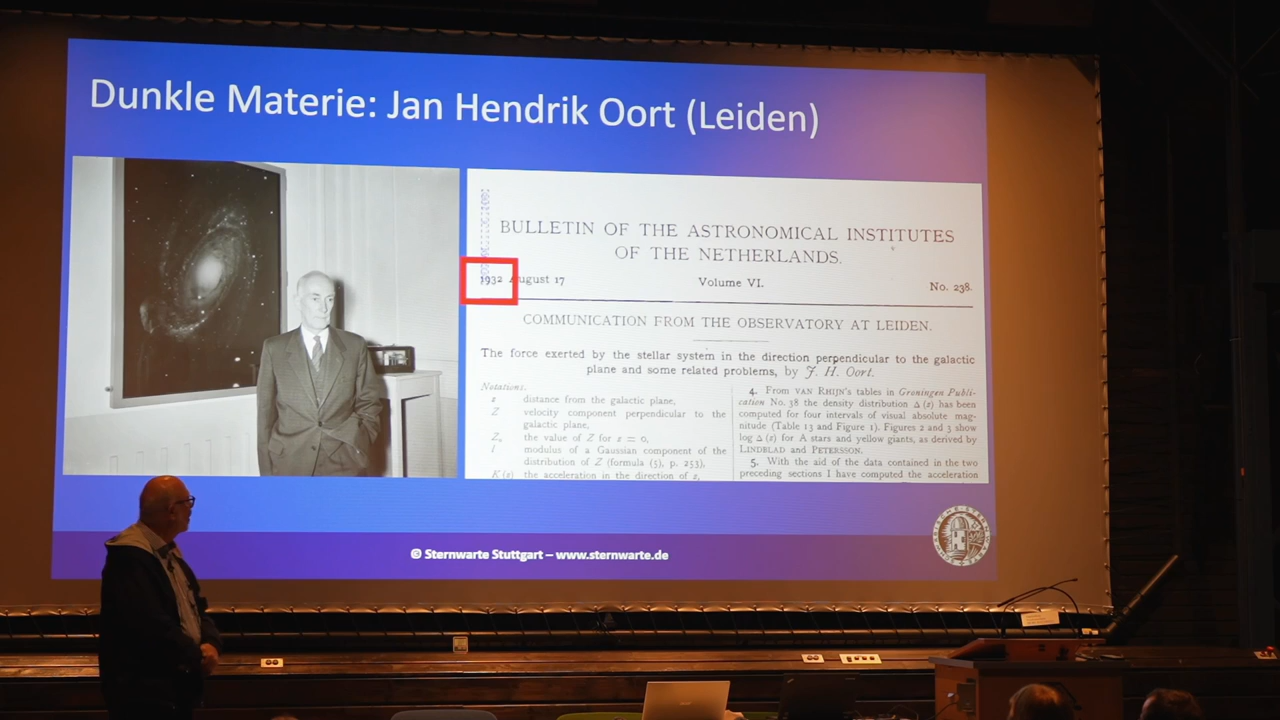 Dunkle Materie: Jan Hendrik Oort (Leiden)
BULLETIN OF THE ASTRONOMICAL INSTITUTES
OF THE NETHERLANDS.
1932 August 17 Volume VI. No. 238.
COMMUNICATION FROM THE OBSERVATORY AT LEIDEN.
The force exerted by the stellar system in the direction perpendicular to the galactic
plane and some related problems, by J. H. Oort.
Notations.
z distance from the galactic plane,
Z velocity component perpendicular to the
galactic plane,
Z₀ the value of Z for z = 0,
l modulus of a Gaussian component of the
distribution of Z (formula (5), p. 253),
K (z) the acceleration in the direction of z,
4. From VAN RHIJN's tables in Groningen Publi-
cation No. 38 the density distribution Δ (z) has been
computed for four intervals of visual absolute mag-
nitude (Table 13 and Figure 1). Figures 2 and 3 show
log Δ (z) for A stars and yellow giants, as derived by
LINDBLAD and PETERSSON.
5. With the aid of the data contained in the two
preceding sections I have computed the acceleration
© Sternwarte Stuttgart – www.sternwarte.de